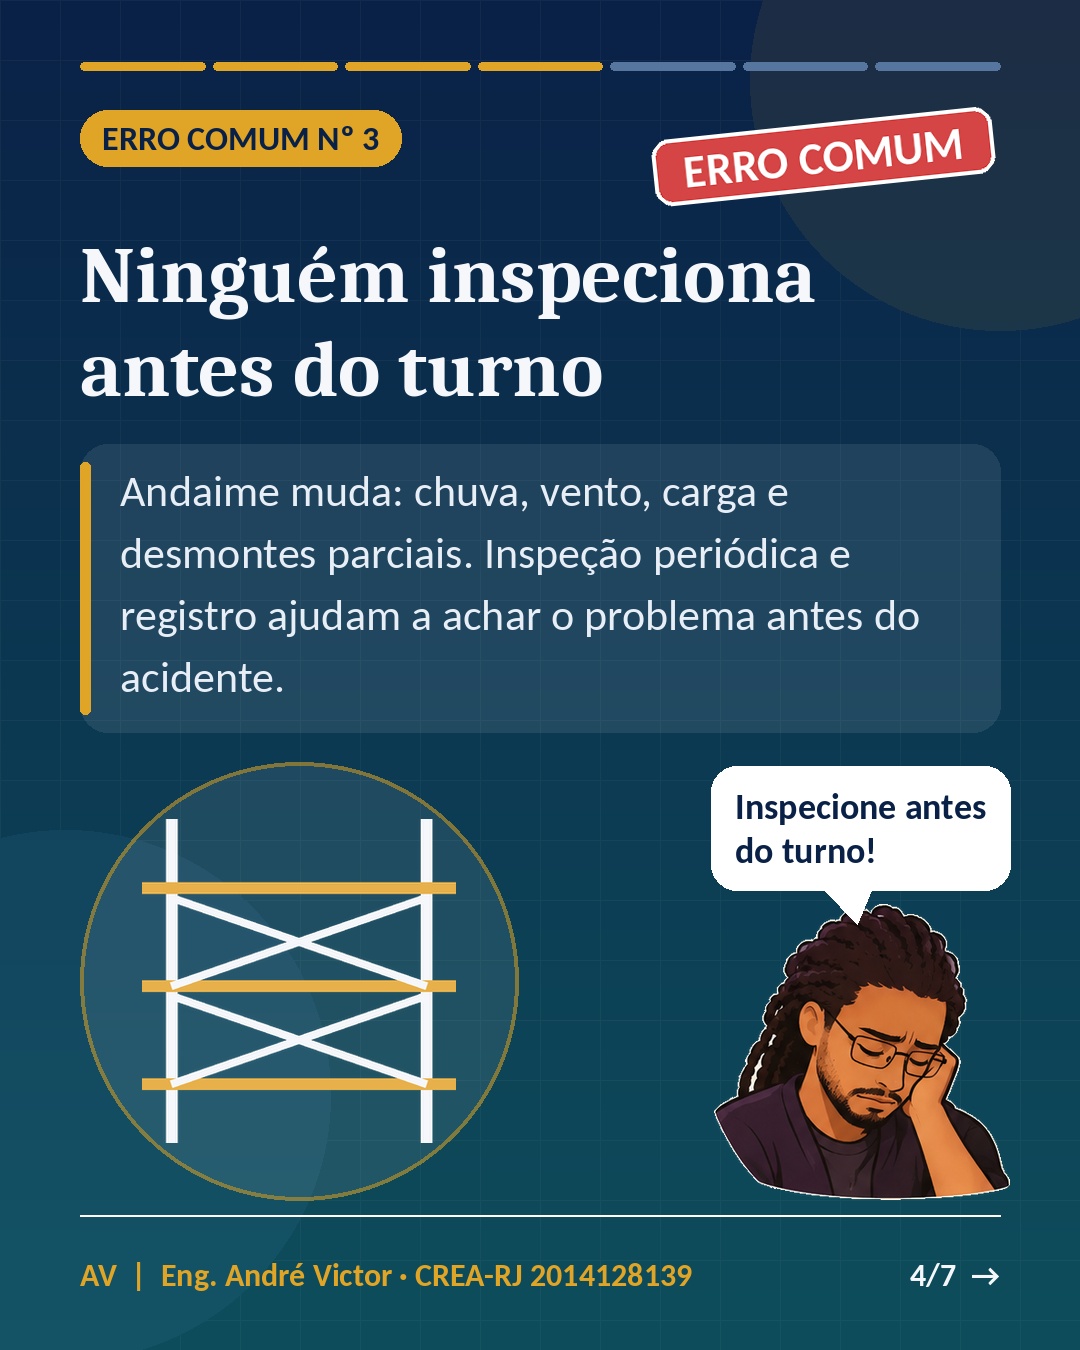 ERRO COMUM Nº 3
ERRO COMUM
Ninguém inspeciona
antes do turno
Andaime muda: chuva, vento, carga e
desmontes parciais. Inspeção periódica e
registro ajudam a achar o problema antes do
acidente.
Inspecione antes
do turno!
AV | Eng. André Victor · CREA-RJ 2014128139
4/7 →